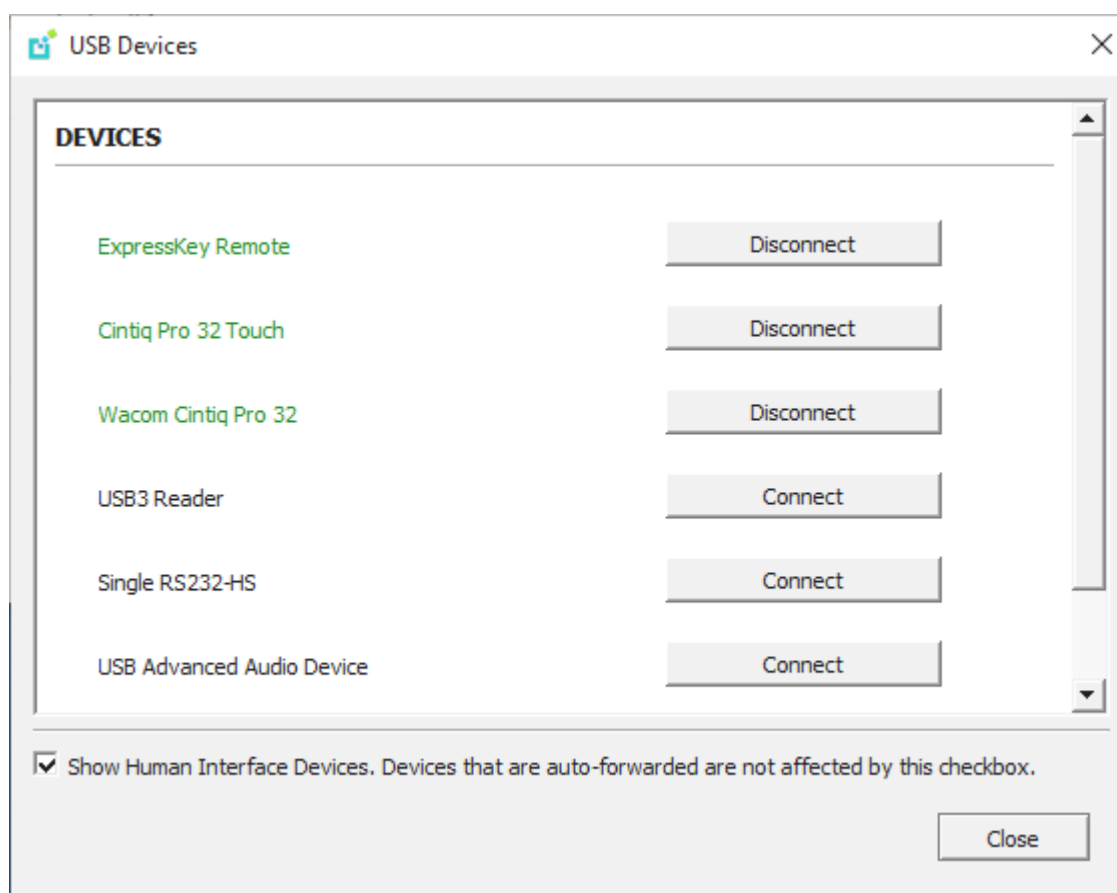 USB Devices
DEVICES
ExpressKey Remote Disconnect
Cintiq Pro 32 Touch Disconnect
Wacom Cintiq Pro 32 Disconnect
USB3 Reader Connect
Single RS232-HS Connect
USB Advanced Audio Device Connect
Show Human Interface Devices. Devices that are auto-forwarded are not affected by this checkbox.
Close